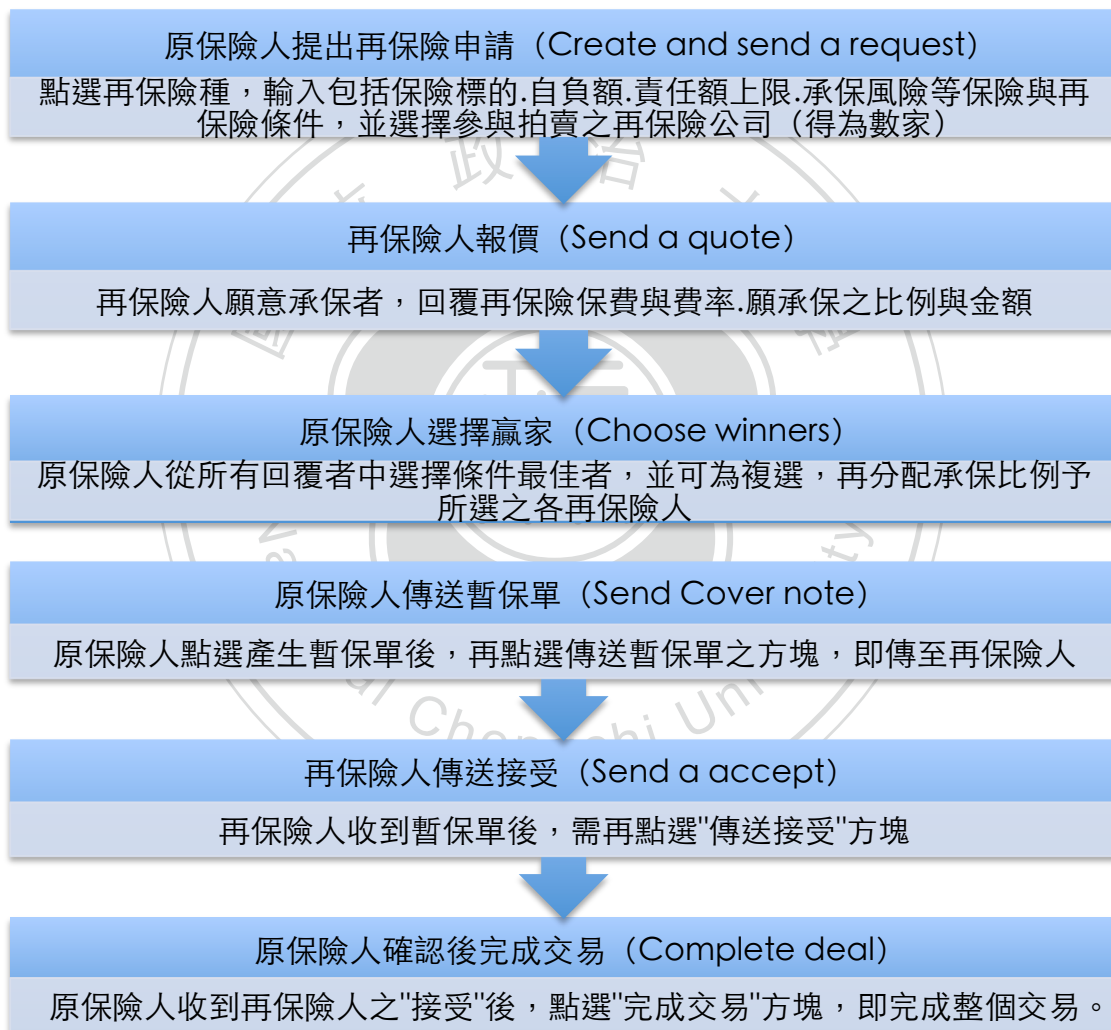 原保險人提出再保險申請（Create and send a request）
點選再保險種，輸入包括保險標的.自負額.責任額上限.承保風險等保險與再
保險條件，並選擇參與拍賣之再保險公司（得為數家）
政 治
再保險人報價（Send a quote）
再保險人願意承保者，回覆再保險保費與費率.願承保之比例與金額
原保險人選擇贏家（Choose winners）
原保險人從所有回覆者中選擇條件最佳者，並可為複選，再分配承保比例予
所選之各再保險人
原保險人傳送暫保單（Send Cover note）
原保險人點選產生暫保單後，再點選傳送暫保單之方塊，即傳至再保險人
再保險人傳送接受（Send a accept）
再保險人收到暫保單後，需再點選"傳送接受"方塊
原保險人確認後完成交易（Complete deal）
原保險人收到再保險人之"接受"後，點選"完成交易"方塊，即完成整個交易。